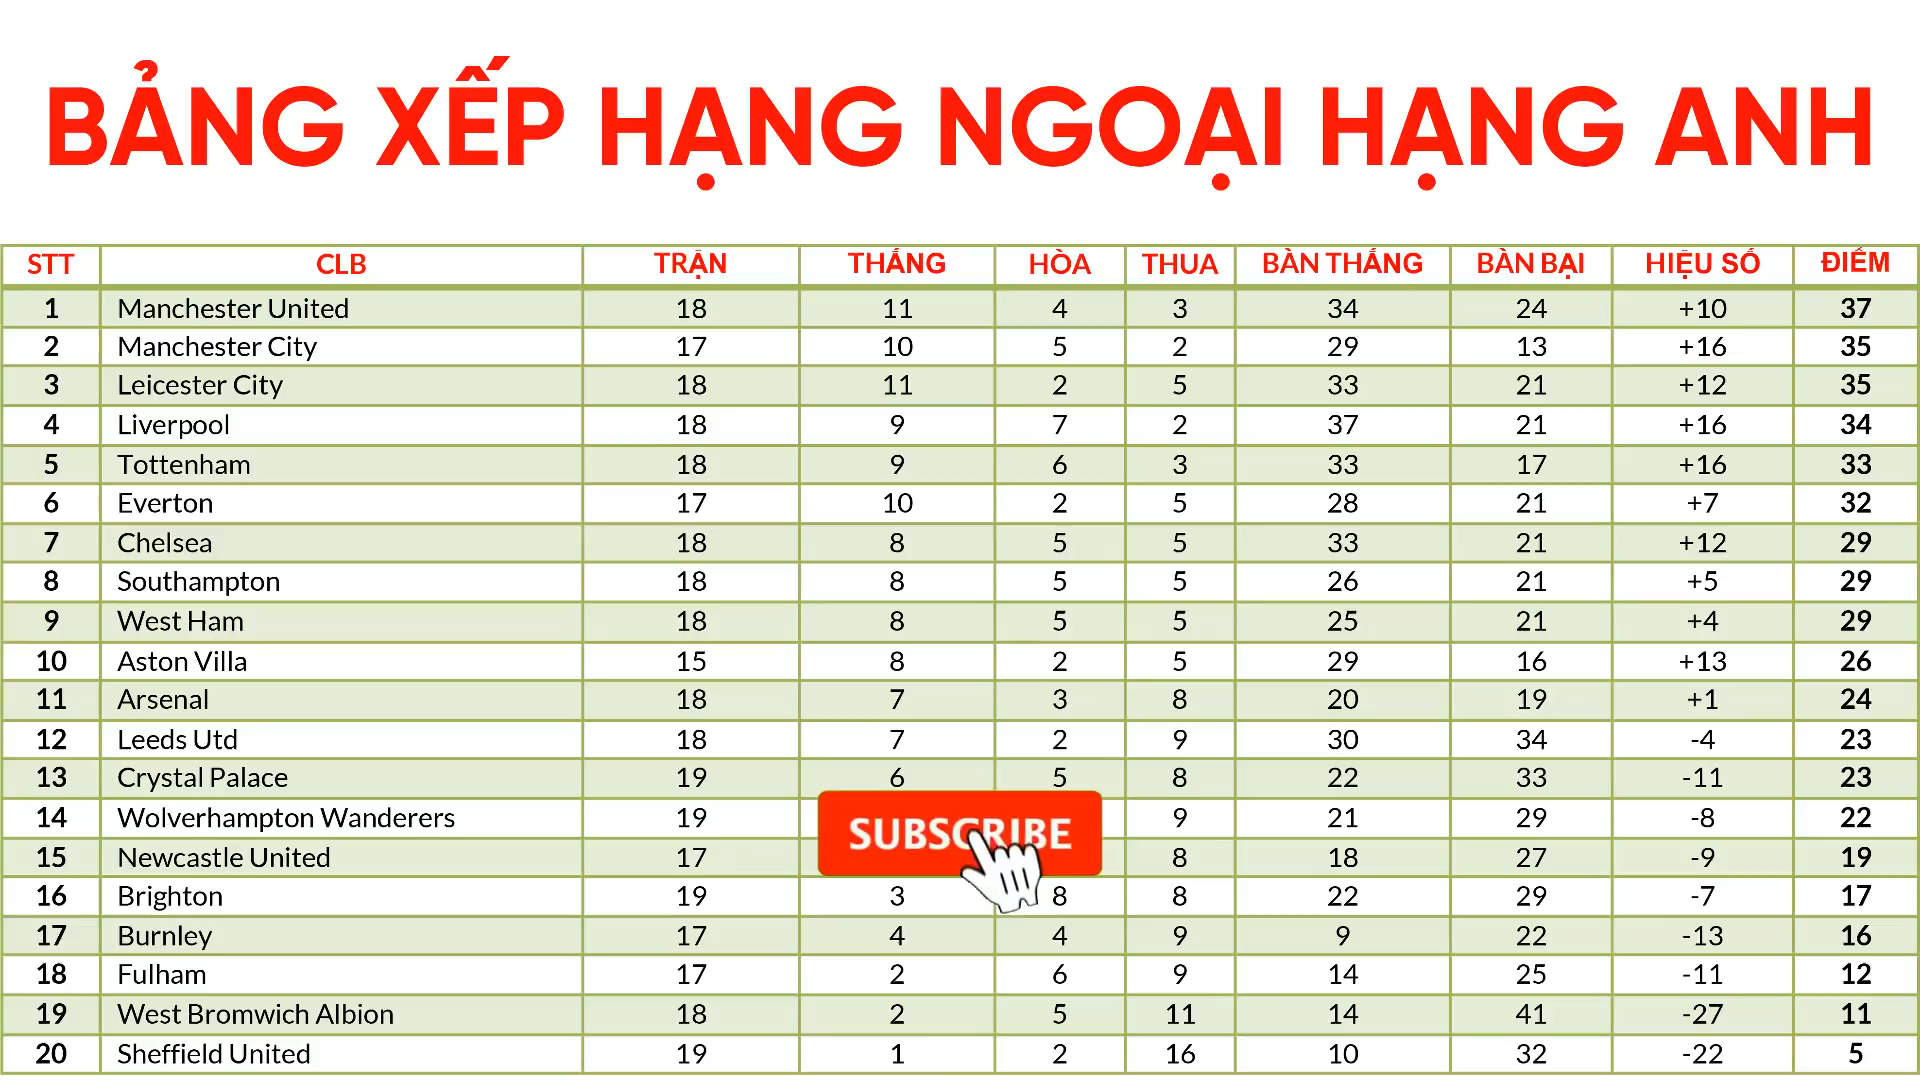 BẢNG XẾP HẠNG NGOẠI HẠNG ANH
STT CLB TRẬN THẮNG HÒA THUA BÀN THẮNG BÀN BẠI HIỆU SỐ ĐIỂM
1 Manchester United 18 11 4 3 34 24 +10 37
2 Manchester City 17 10 5 2 29 13 +16 35
3 Leicester City 18 11 2 5 33 21 +12 35
4 Liverpool 18 9 7 2 37 21 +16 34
5 Tottenham 18 9 6 3 33 17 +16 33
6 Everton 17 10 2 5 28 21 +7 32
7 Chelsea 18 8 5 5 33 21 +12 29
8 Southampton 18 8 5 5 26 21 +5 29
9 West Ham 18 8 5 5 25 21 +4 29
10 Aston Villa 15 8 2 5 29 16 +13 26
11 Arsenal 18 7 3 8 20 19 +1 24
12 Leeds Utd 18 7 2 9 30 34 -4 23
13 Crystal Palace 19 6 5 8 22 33 -11 23
14 Wolverhampton Wanderers 19 9 21 29 -8 22
SUBSCRIBE
15 Newcastle United 17 8 18 27 -9 19
16 Brighton 19 3 8 8 22 29 -7 17
17 Burnley 17 4 4 9 9 22 -13 16
18 Fulham 17 2 6 9 14 25 -11 12
19 West Bromwich Albion 18 2 5 11 14 41 -27 11
20 Sheffield United 19 1 2 16 10 32 -22 5